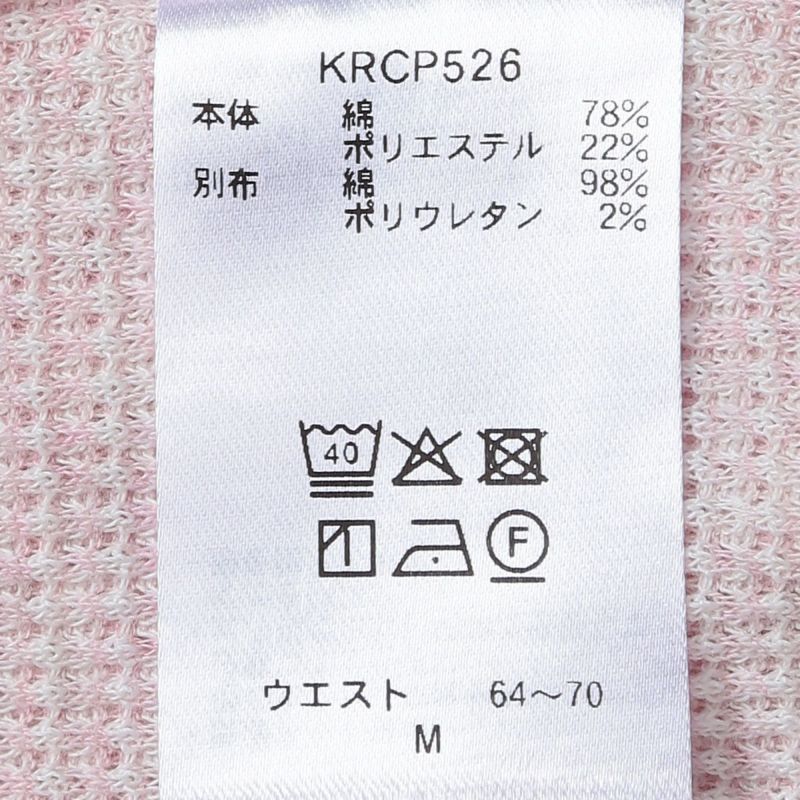 KRCP526
本体 綿 78%
ポリエステル 22%
別布 綿 98%
ポリウレタン 2%
40
F
ウエスト 64～70
M